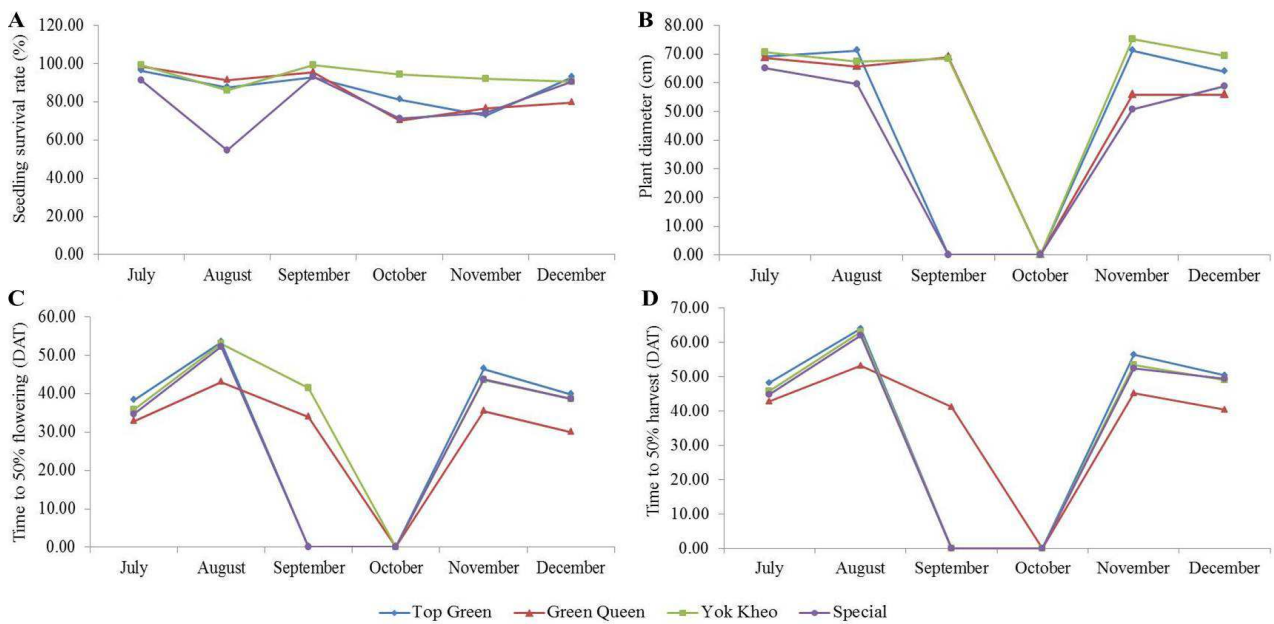 A
Seedling survival rate (%)
120.00
100.00
80.00
60.00
40.00
20.00
0.00
July August September October November December
B
Plant diameter (cm)
80.00
70.00
60.00
50.00
40.00
30.00
20.00
10.00
0.00
July August September October November December
C
Time to 50% flowering (DAT)
60.00
50.00
40.00
30.00
20.00
10.00
0.00
July August September October November December
D
Time to 50% harvest (DAT)
70.00
60.00
50.00
40.00
30.00
20.00
10.00
0.00
July August September October November December
Top Green Green Queen Yok Kheo Special